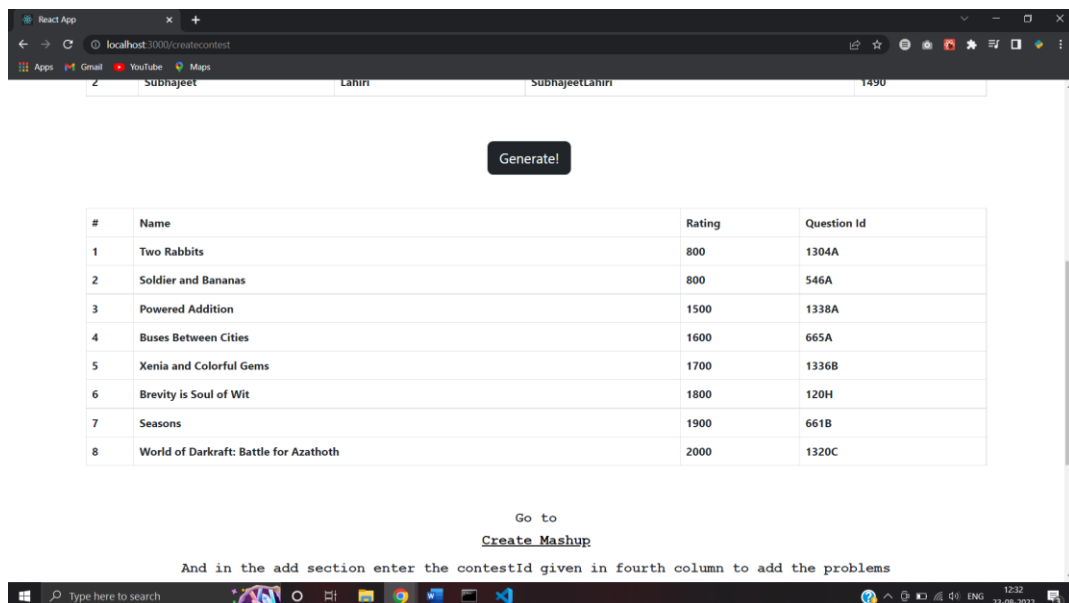 React App
localhost:3000/createcontest
Apps Gmail YouTube Maps
2 Subhajeet Lahiri SubhajeetLahiri 1490
Generate!
# Name Rating Question Id
1 Two Rabbits 800 1304A
2 Soldier and Bananas 800 546A
3 Powered Addition 1500 1338A
4 Buses Between Cities 1600 665A
5 Xenia and Colorful Gems 1700 1336B
6 Brevity is Soul of Wit 1800 120H
7 Seasons 1900 661B
8 World of Darkraft: Battle for Azathoth 2000 1320C
Go to
Create Mashup
And in the add section enter the contestId given in fourth column to add the problems
Type here to search
ENG
12:32